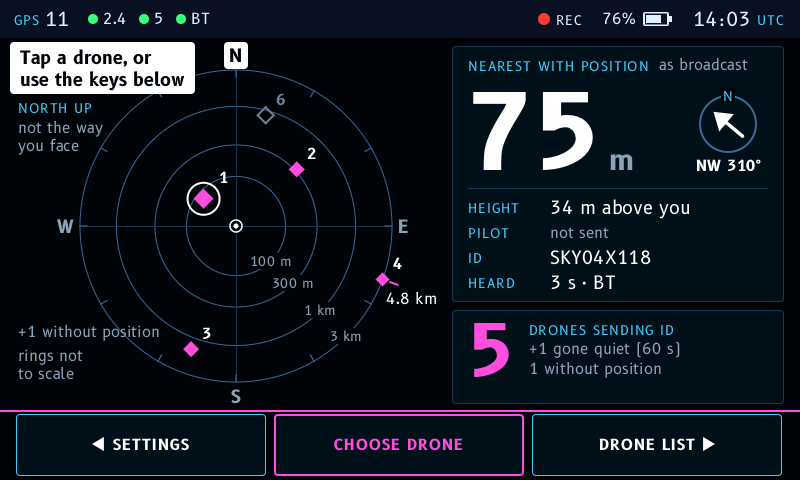 GPS 11 2.4 5 BT REC 76% 14:03 UTC
Tap a drone, or
use the keys below
NORTH UP
not the way
you face
N
6
2
1
W
E
4
4.8 km
100 m
300 m
1 km
3 km
+1 without position
3
rings not
to scale
S
NEAREST WITH POSITION as broadcast
75 m
N
NW 310°
HEIGHT 34 m above you
PILOT not sent
ID SKY04X118
HEARD 3 s · BT
5
DRONES SENDING ID
+1 gone quiet (60 s)
1 without position
◀ SETTINGS
CHOOSE DRONE
DRONE LIST ▶